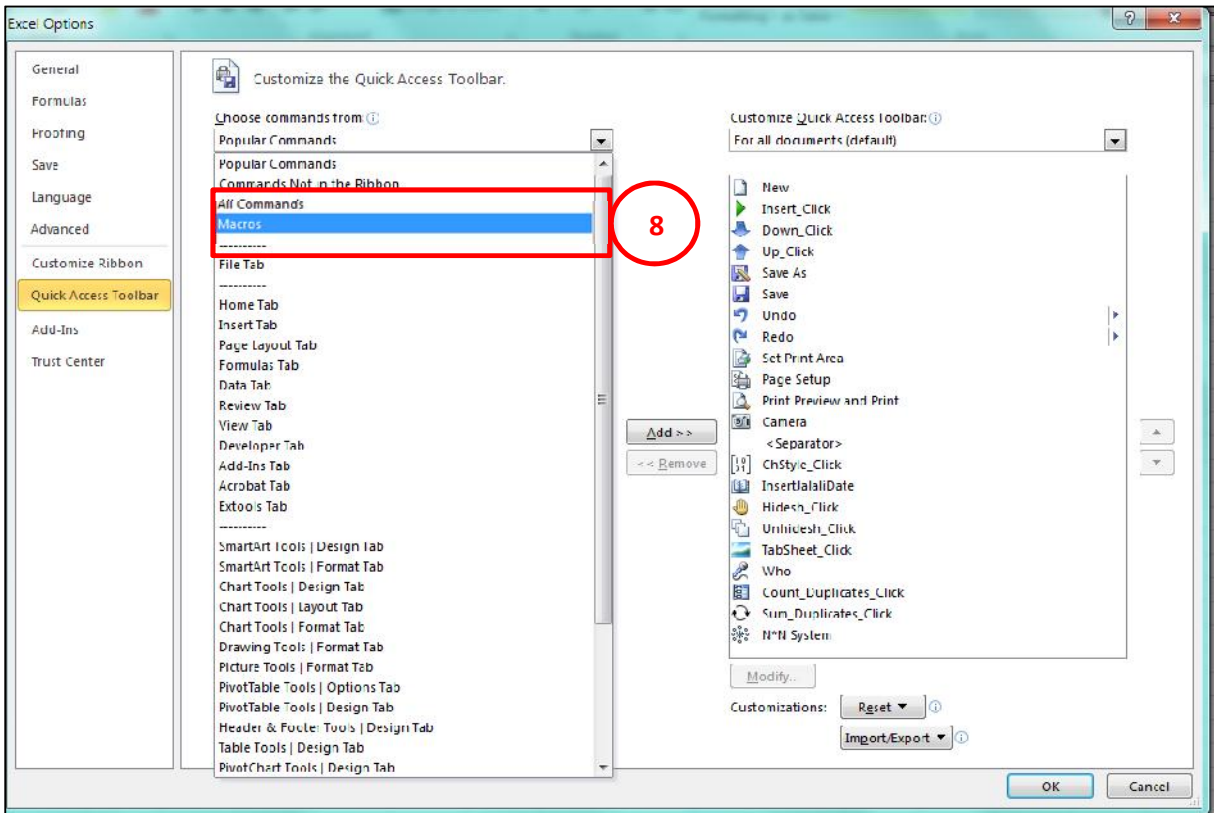 Excel Options
General
Formulas
Proofing
Save
Language
Advanced
Customize Ribbon
Quick Access Toolbar
Add-Ins
Trust Center
Customize the Quick Access Toolbar.
Choose commands from:
Popular Commands
Popular Commands
Commands Not in the Ribbon
All Commands
Macros
----------
File Tab
----------
Home Tab
Insert Tab
Page Layout Tab
Formulas Tab
Data Tab
Review Tab
View Tab
Developer Tab
Add-Ins Tab
Acrobat Tab
Extools Tab
----------
SmartArt Tools | Design Tab
SmartArt Tools | Format Tab
Chart Tools | Design Tab
Chart Tools | Layout Tab
Chart Tools | Format Tab
Drawing Tools | Format Tab
Picture Tools | Format Tab
PivotTable Tools | Options Tab
PivotTable Tools | Design Tab
Header & Footer Tools | Design Tab
Table Tools | Design Tab
PivotChart Tools | Design Tab
8
Add >>
<< Remove
Customize Quick Access Toolbar:
For all documents (default)
New
Insert_Click
Down_Click
Up_Click
Save As
Save
Undo
Redo
Set Print Area
Page Setup
Print Preview and Print
Camera
<Separator>
ChStyle_Click
InsertJalaliDate
Hidesh_Click
Unhidesh_Click
TabSheet_Click
Who
Count_Duplicates_Click
Sum_Duplicates_Click
N*N System
Modify...
Customizations:
Reset
Import/Export
OK
Cancel